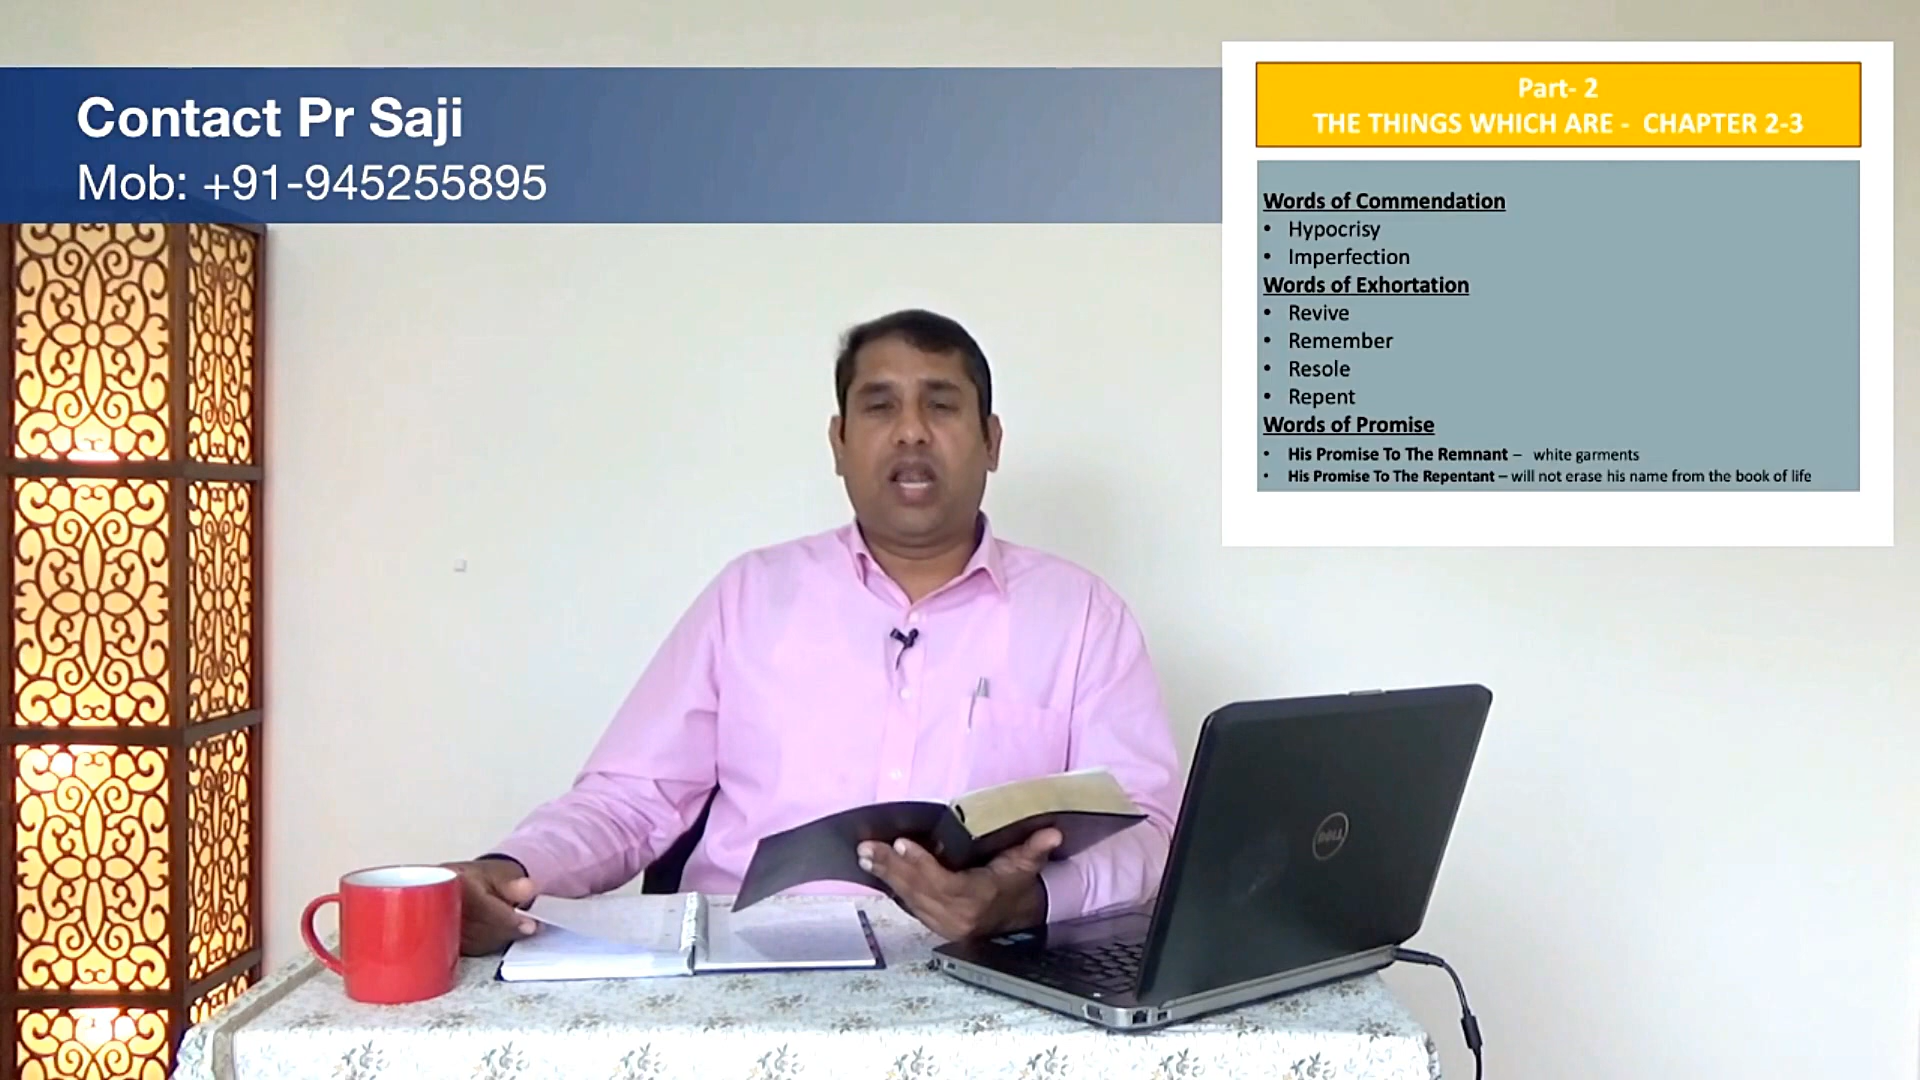 Contact Pr Saji
Mob: +91-945255895
Part- 2
THE THINGS WHICH ARE - CHAPTER 2-3
Words of Commendation
• Hypocrisy
• Imperfection
Words of Exhortation
• Revive
• Remember
• Resole
• Repent
Words of Promise
• His Promise To The Remnant – white garments
• His Promise To The Repentant – will not erase his name from the book of life
DELL